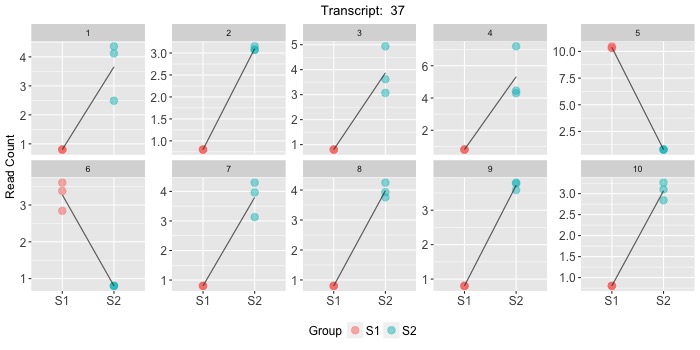 Transcript: 37
1 2 3 4 5
4 3 2 1
3.0 2.5 2.0 1.5 1.0
5 4 3 2 1
6 4 2
10.0 7.5 5.0 2.5
Read Count
6 7 8 9 10
3 2 1
4 3 2 1
4 3 2 1
3 2 1
3.0 2.5 2.0 1.5 1.0
S1 S2 S1 S2 S1 S2 S1 S2 S1 S2
Group S1 S2